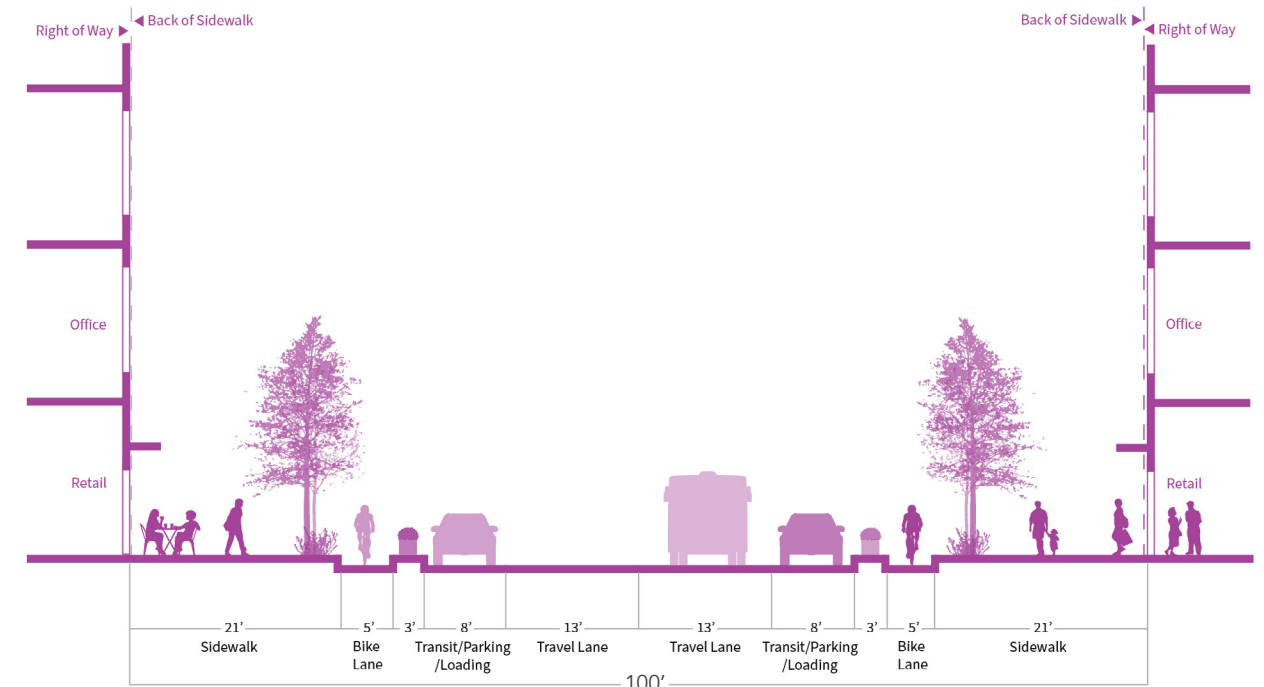 Back of Sidewalk
Right of Way
Back of Sidewalk
Right of Way
Office
Office
Retail
Retail
21’ 5’ 3’ 8’ 13’ 13’ 8’ 3’ 5’ 21’
Sidewalk
Bike
Lane
Transit/Parking
/Loading
Travel Lane
Travel Lane
Transit/Parking
/Loading
Bike
Lane
Sidewalk
100’